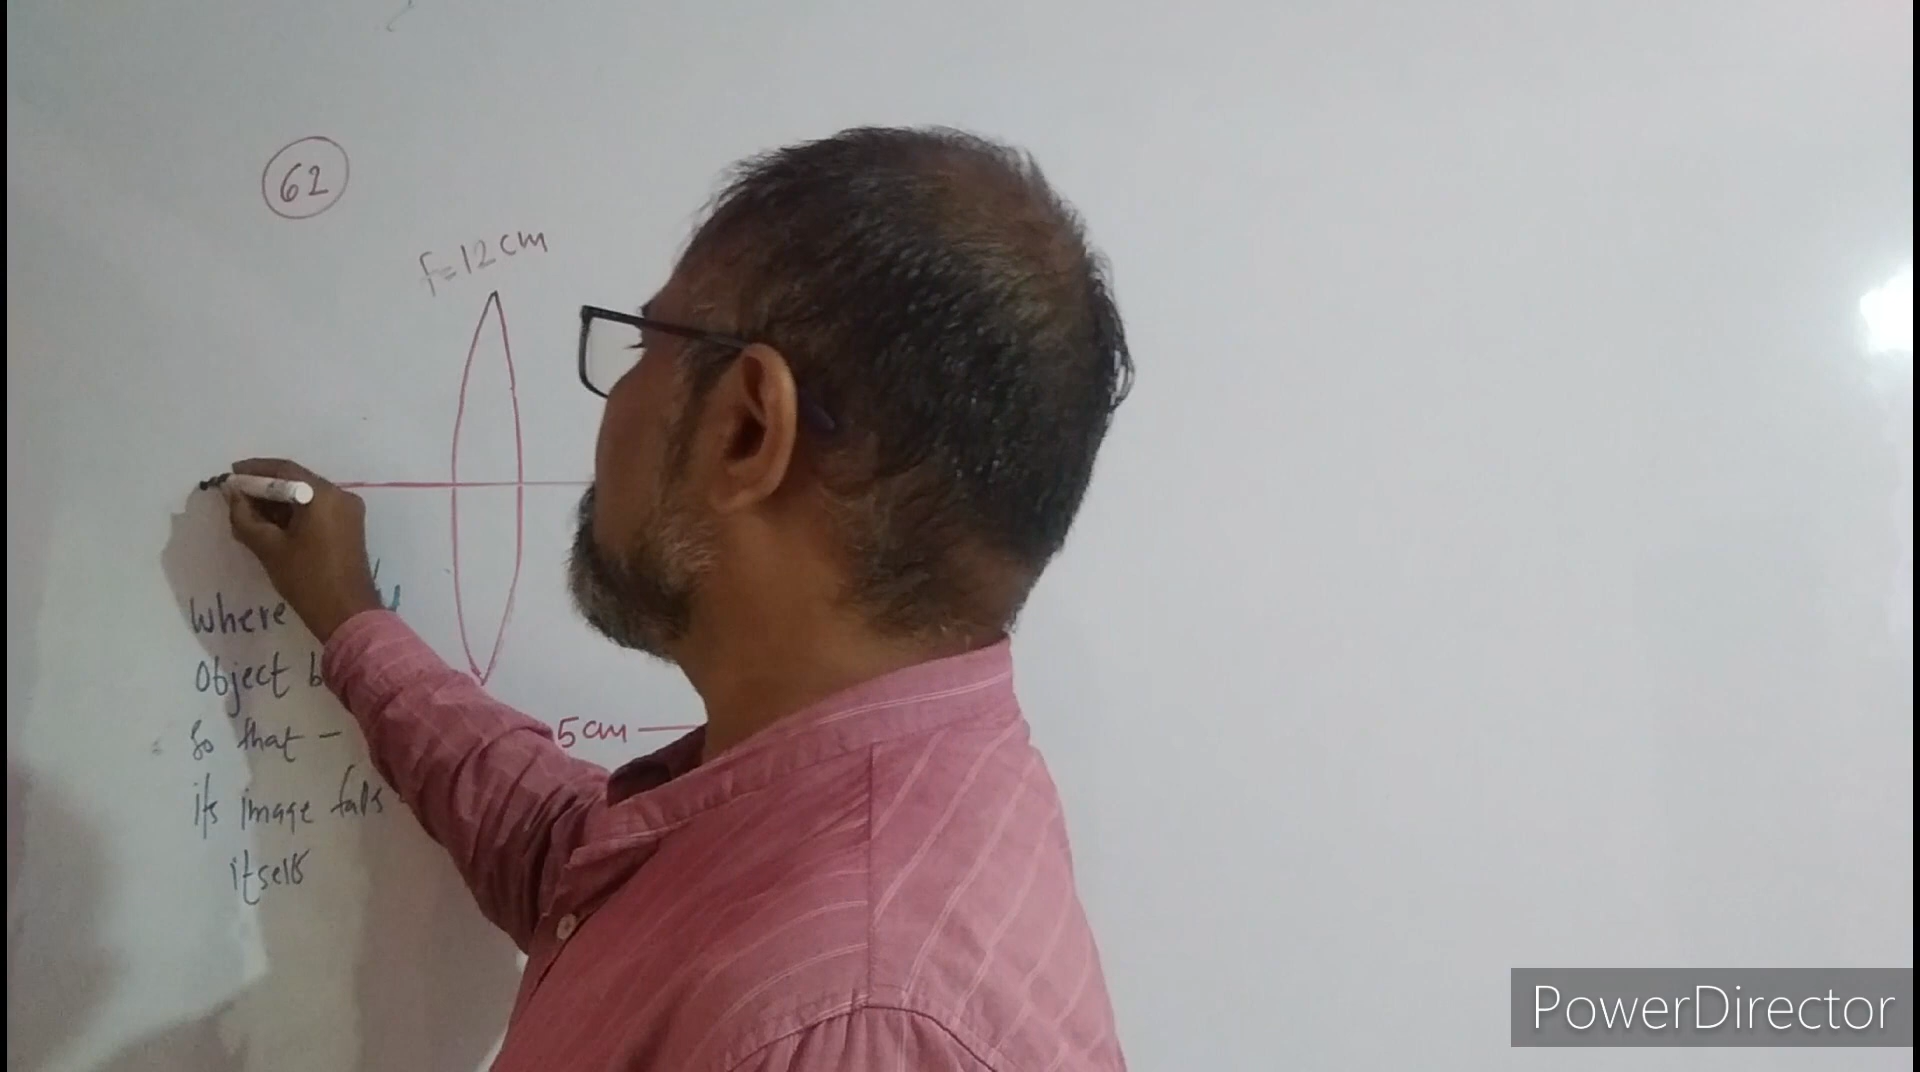 62
f=12cm
Where
Object
5cm
So that -
its image falls
itself
PowerDirector